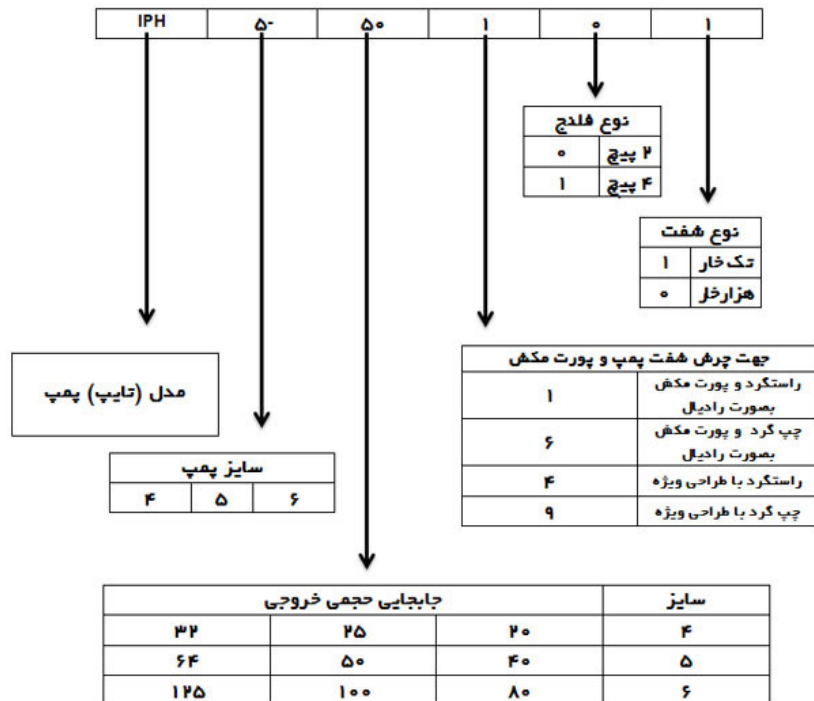 IPH ۵- ۵۰ ۱ ۰ ۱
نوع فلنج
۲ پیچ ۰
۴ پیچ ۱
نوع شفت
تک خار ۱
هزارخار ۰
جهت چرش شفت پمپ و پورت مکش
راستگرد و پورت مکش
بصورت رادیال
۱
چپ گرد و پورت مکش
بصورت رادیال
۶
راستگرد با طراحی ویژه ۴
چپ گرد با طراحی ویژه ۹
مدل (تایپ) پمپ
سایز پمپ
۴ ۵ ۶
سایز جابجایی حجمی خروجی
۴ ۲۰ ۲۵ ۳۲
۵ ۴۰ ۵۰ ۶۴
۶ ۸۰ ۱۰۰ ۱۲۵